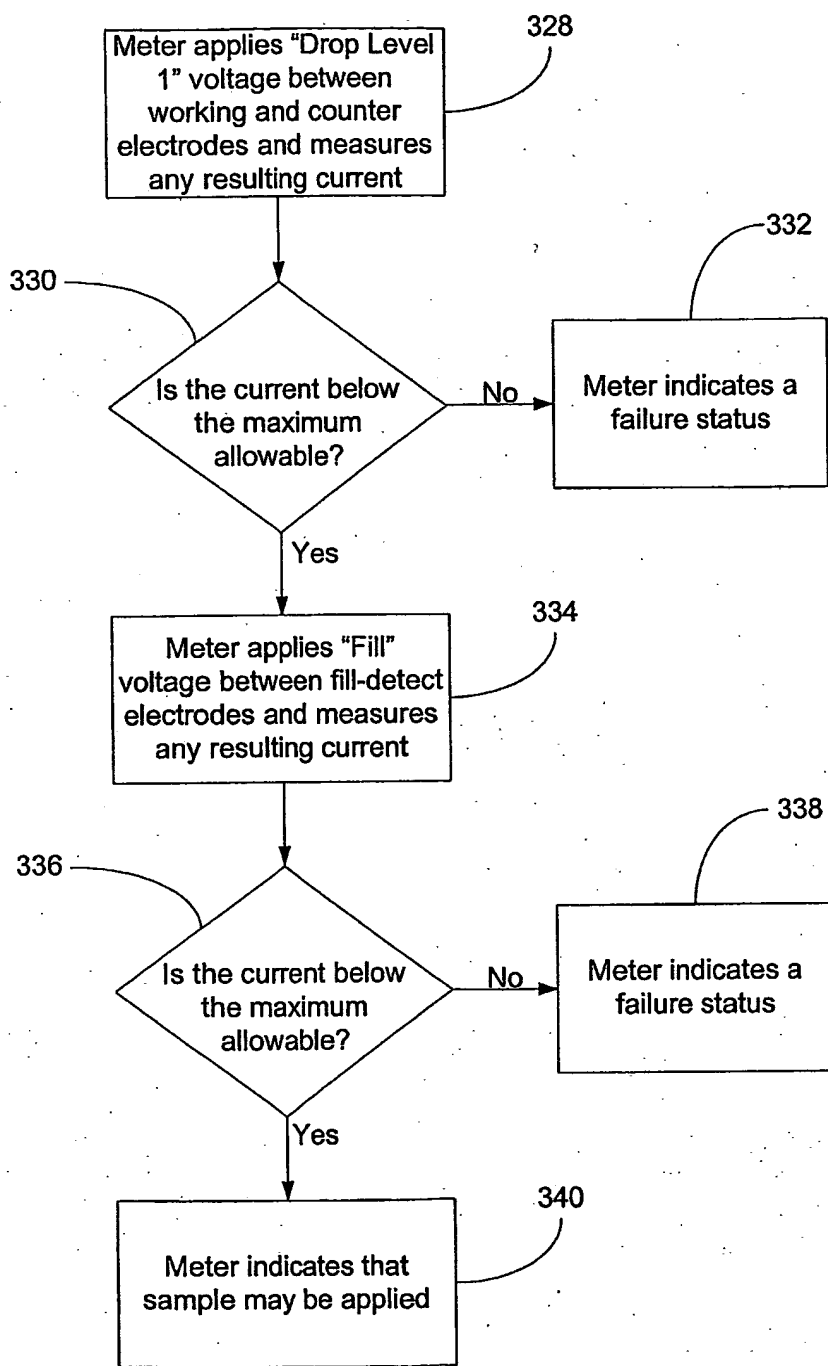 328
Meter applies “Drop Level
1” voltage between
working and counter
electrodes and measures
any resulting current
332
330
Is the current below
the maximum
allowable?
No
Meter indicates a
failure status
Yes
334
Meter applies “Fill”
voltage between fill-detect
electrodes and measures
any resulting current
338
336
Is the current below
the maximum
allowable?
No
Meter indicates a
failure status
Yes
340
Meter indicates that
sample may be applied